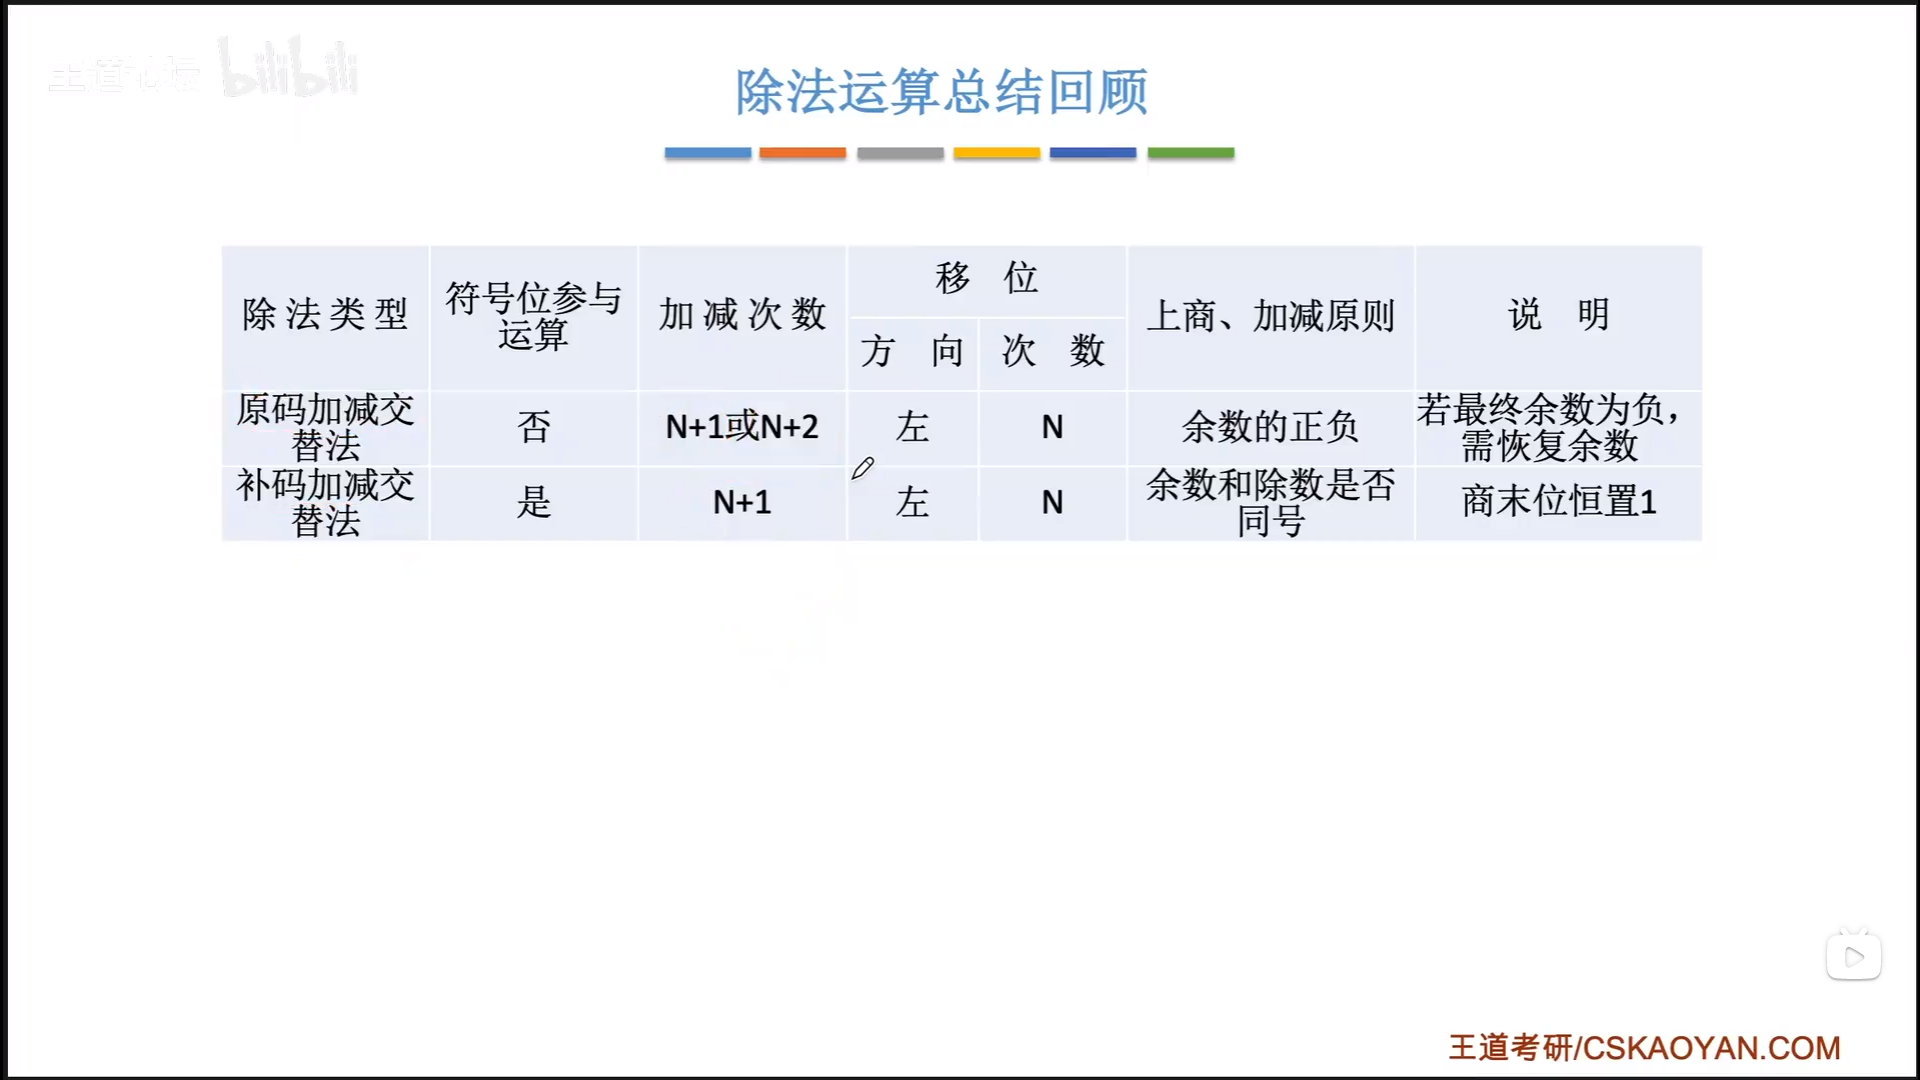 王道论坛 bilibili
除法运算总结回顾
除法类型
符号位参与
运算
加减次数
移 位
方 向
次 数
上商、加减原则
说 明
原码加减交
替法
否
N+1或N+2
左
N
余数的正负
若最终余数为负，
需恢复余数
补码加减交
替法
是
N+1
左
N
余数和除数是否
同号
商末位恒置1
王道考研/CSKAOYAN.COM